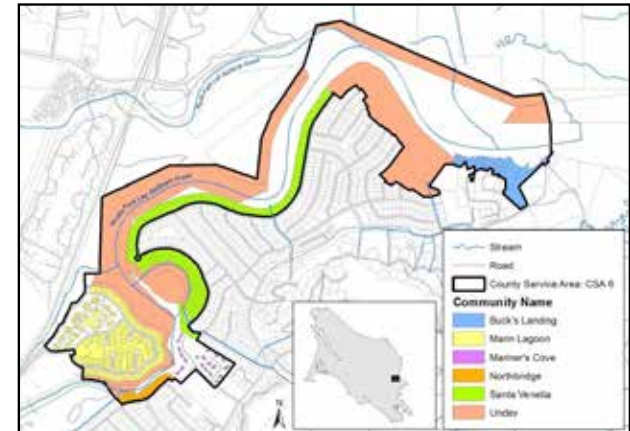 Stream
Road
County Service Area: CSA 6
Community Name
Buck's Landing
Marin Lagoon
Mariner's Cove
Northbridge
Santa Venetia
Undev
N